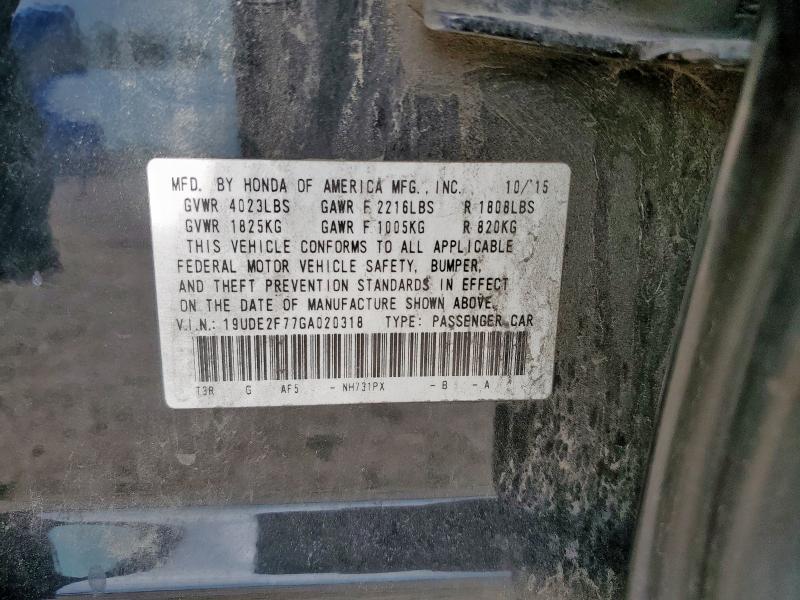 MFD. BY HONDA OF AMERICA MFG., INC. 10/'15
GVWR 4023LBS GAWR F 2216LBS R 1808LBS
GVWR 1825KG GAWR F 1005KG R 820KG
THIS VEHICLE CONFORMS TO ALL APPLICABLE
FEDERAL MOTOR VEHICLE SAFETY, BUMPER,
AND THEFT PREVENTION STANDARDS IN EFFECT
ON THE DATE OF MANUFACTURE SHOWN ABOVE.
V.I.N.: 19UDE2F77GA020318 TYPE: PASSENGER CAR
T3R G AF5 - NH731PX - B - A